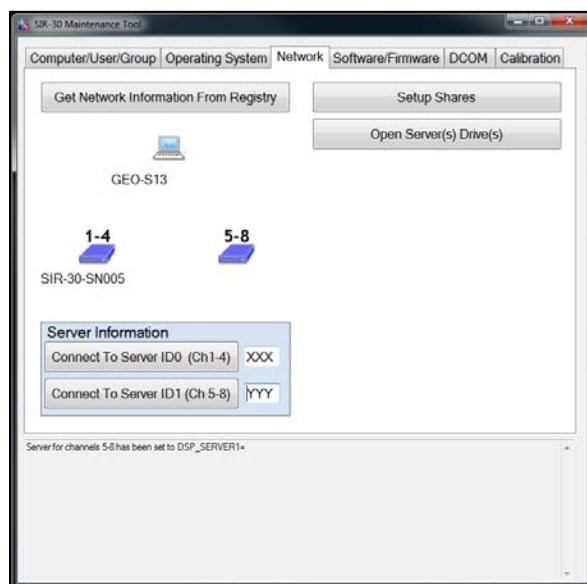 SIR-30 Maintenance Tool
Computer/User/Group Operating System Network Software/Firmware DCOM Calibration
Get Network Information From Registry Setup Shares
Open Server(s) Drive(s)
GEO-S13
1-4 5-8
SIR-30-SN005
Server Information
Connect To Server ID0 (Ch1-4) XXX
Connect To Server ID1 (Ch 5-8) YYY
Server for channels 5-8 has been set to DSP_SERVER1=